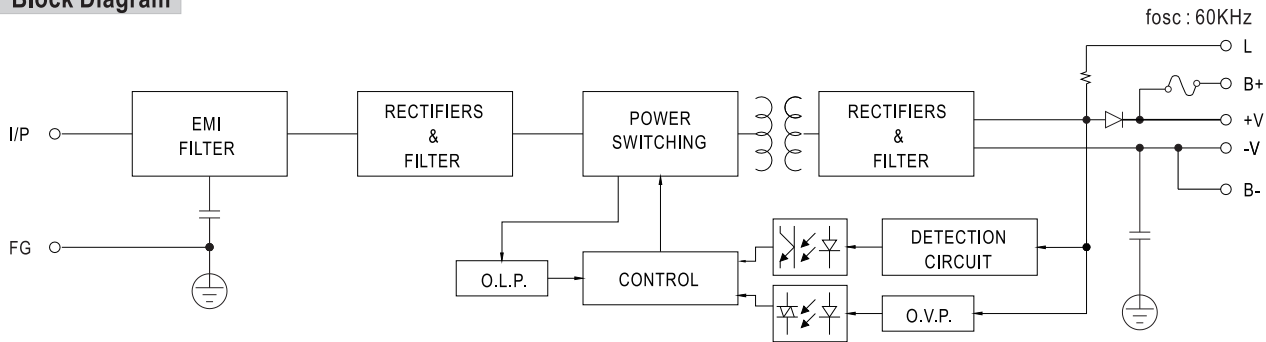 Block Diagram
fosc : 60KHz
L
B+
+V
-V
B-
I/P
EMI
FILTER
RECTIFIERS
&
FILTER
POWER
SWITCHING
RECTIFIERS
&
FILTER
FG
O.L.P.
CONTROL
DETECTION
CIRCUIT
O.V.P.